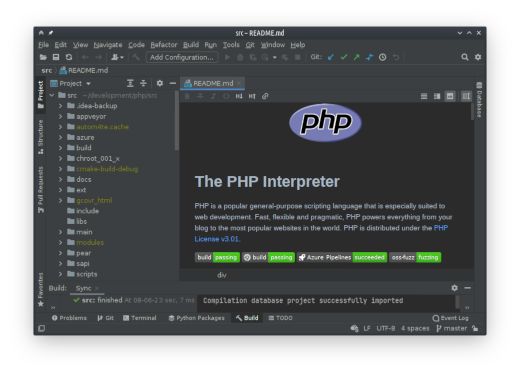 src – README.md
File Edit View Navigate Code Refactor Build Run Tools Git Window Help
Add Configuration... Git:
src README.md
Project
README.md
src ~/development/php/src
.idea-backup
appveyor
autom4te.cache
azure
build
chroot_001_x
cmake-build-debug
docs
ext
gcovr_html
include
libs
main
modules
pear
sapi
scripts
Project
Structure
Pull Requests
Favorites
Database
H↓ H↑
php
The PHP Interpreter
PHP is a popular general-purpose scripting language that is especially suited to
web development. Fast, flexible and pragmatic, PHP powers everything from your
blog to the most popular websites in the world. PHP is distributed under the PHP
License v3.01.
build passing build passing Azure Pipelines succeeded oss-fuzz fuzzing
div
Build: Sync
src: finished At 08-06-23 sec, 7 ms
Compilation database project successfully imported
Problems Git Terminal Python Packages Build TODO Event Log
LF UTF-8 4 spaces master